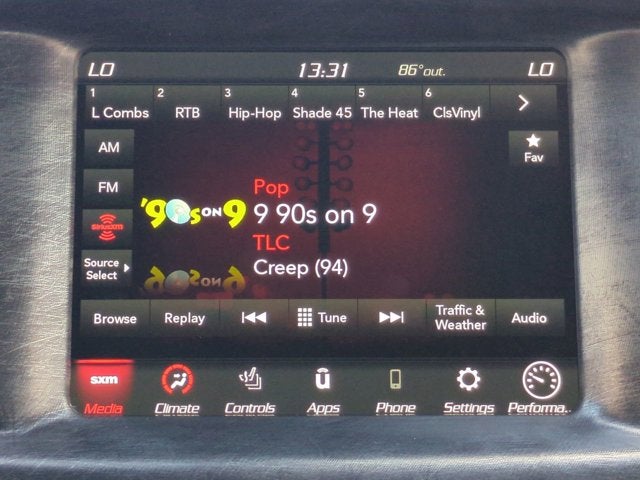 LO 13:31 86°out. LO
1 2 3 4 5 6
L Combs RTB Hip-Hop Shade 45 The Heat ClsVinyl
AM
Fav
FM
Pop
'90s ON 9
9 90s on 9
SiriusXM
TLC
Source
Select
Creep (94)
Browse Replay Tune Traffic & Weather Audio
sxm
Media Climate Controls Apps Phone Settings Performa..